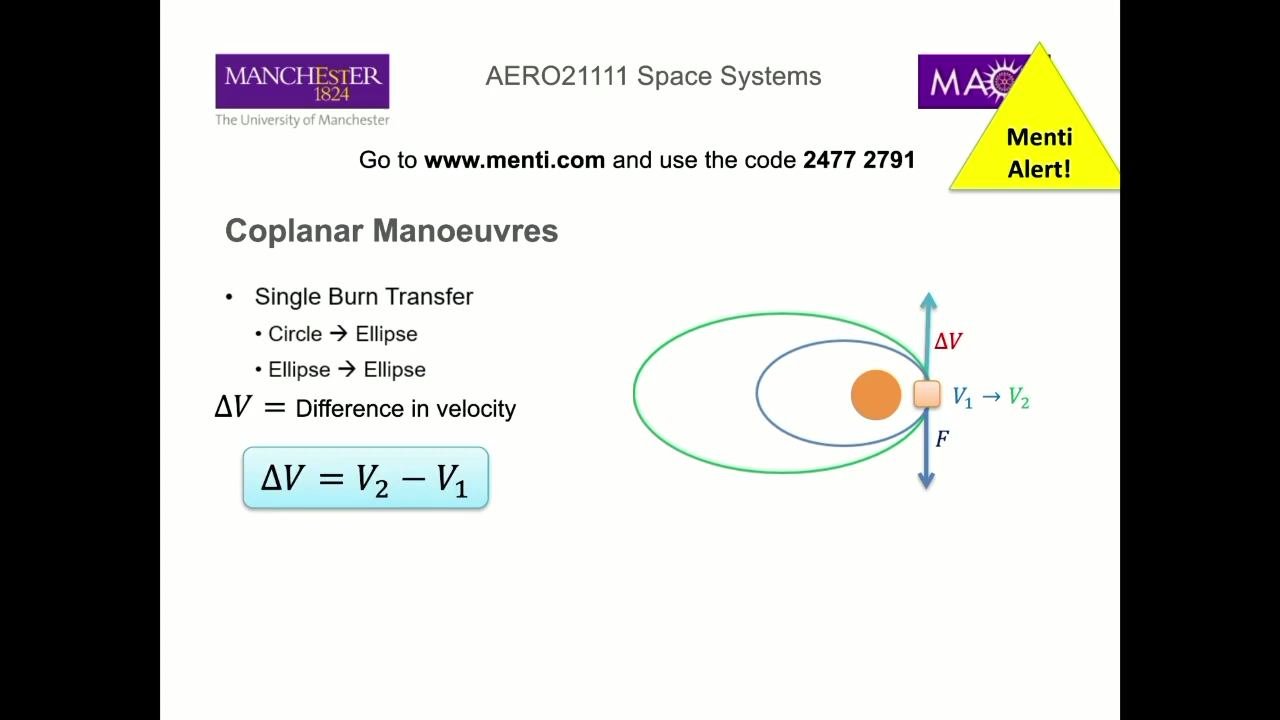 MANCHEStER
1824
The University of Manchester
AERO21111 Space Systems
MAC
Menti
Alert!
Go to www.menti.com and use the code 2477 2791
Coplanar Manoeuvres
• Single Burn Transfer
• Circle → Ellipse
• Ellipse → Ellipse
ΔV = Difference in velocity
ΔV = V₂ − V₁
ΔV
V₁ → V₂
F